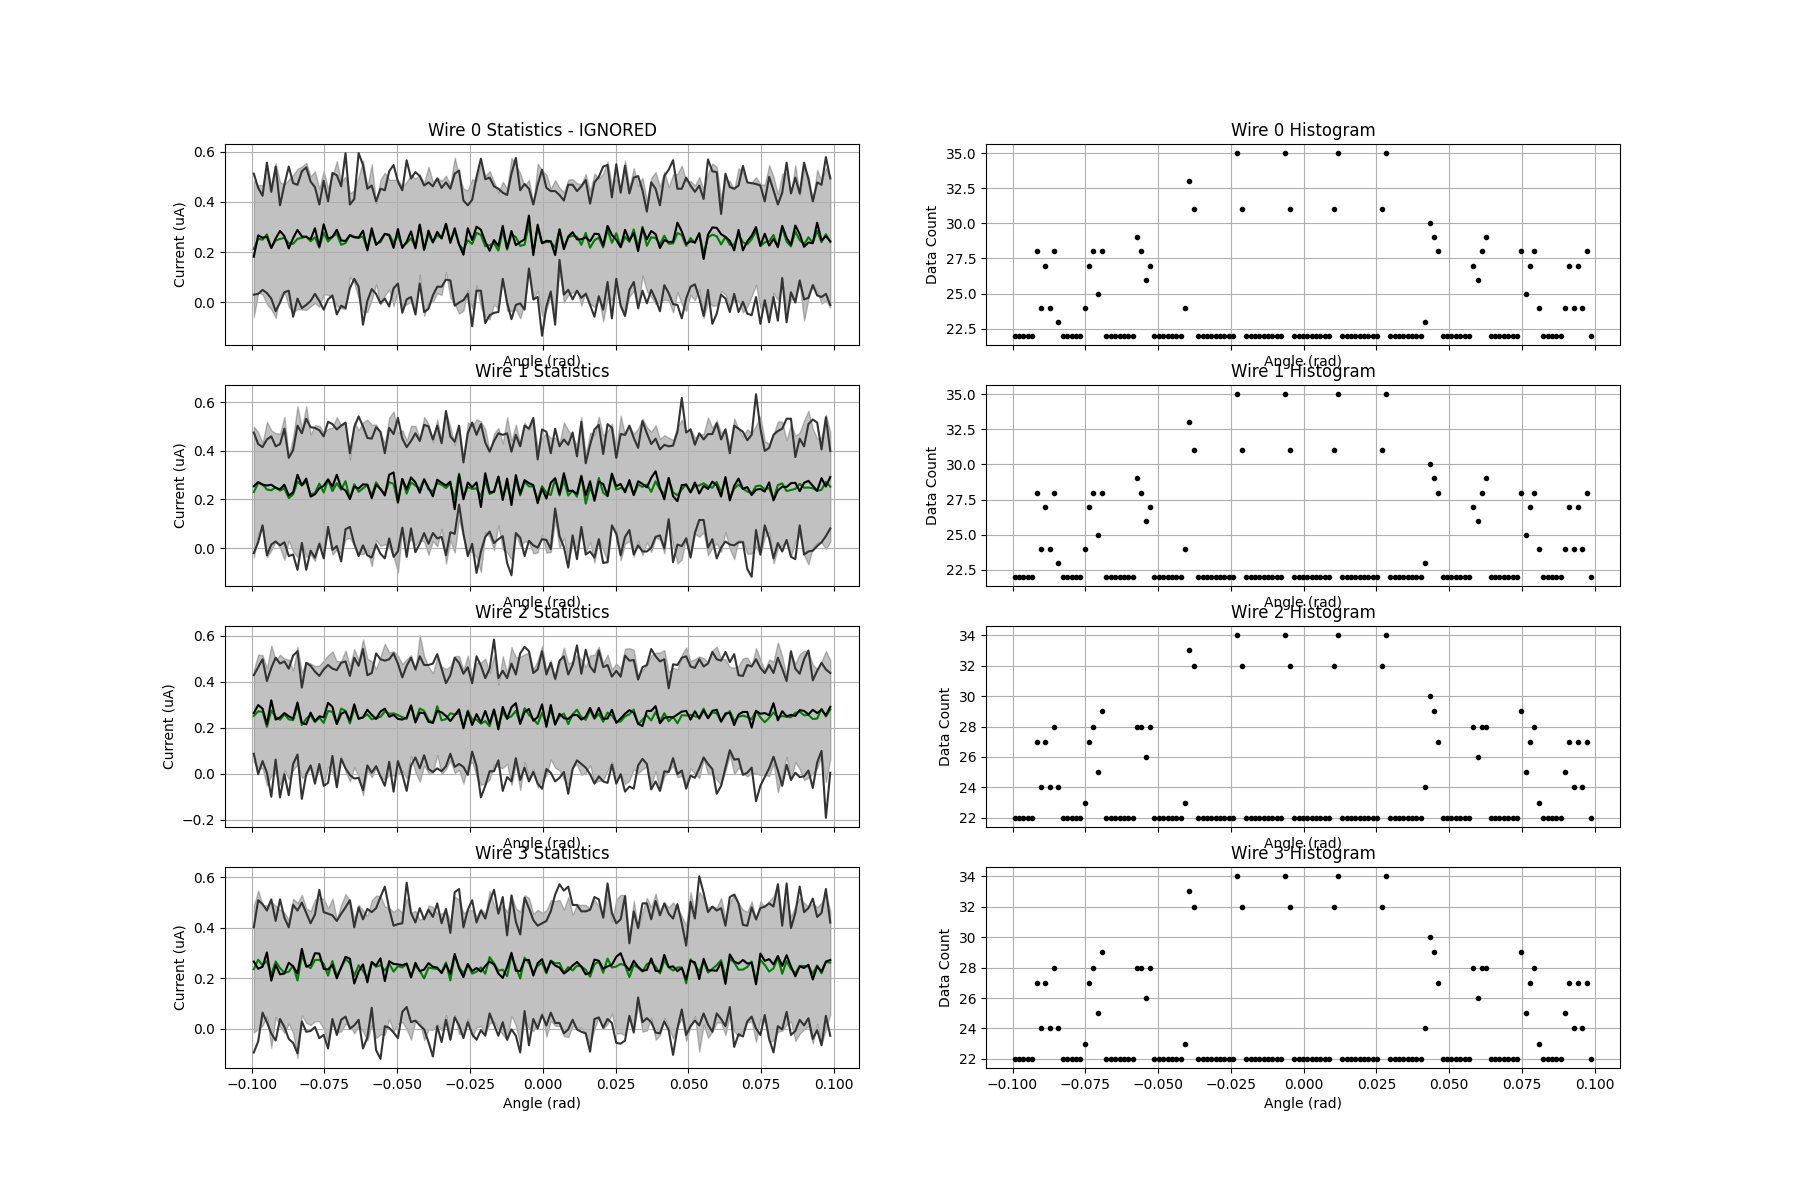 Wire 0 Statistics - IGNORED
Current (uA)
0.6
0.4
0.2
0.0
Angle (rad)
Wire 0 Histogram
Data Count
35.0
32.5
30.0
27.5
25.0
22.5
Angle (rad)
Wire 1 Statistics
Current (uA)
0.6
0.4
0.2
0.0
Angle (rad)
Wire 1 Histogram
Data Count
35.0
32.5
30.0
27.5
25.0
22.5
Angle (rad)
Wire 2 Statistics
Current (uA)
0.6
0.4
0.2
0.0
−0.2
Angle (rad)
Wire 2 Histogram
Data Count
34
32
30
28
26
24
22
Angle (rad)
Wire 3 Statistics
Current (uA)
0.6
0.4
0.2
0.0
−0.100 −0.075 −0.050 −0.025 0.000 0.025 0.050 0.075 0.100
Angle (rad)
Wire 3 Histogram
Data Count
34
32
30
28
26
24
22
−0.100 −0.075 −0.050 −0.025 0.000 0.025 0.050 0.075 0.100
Angle (rad)